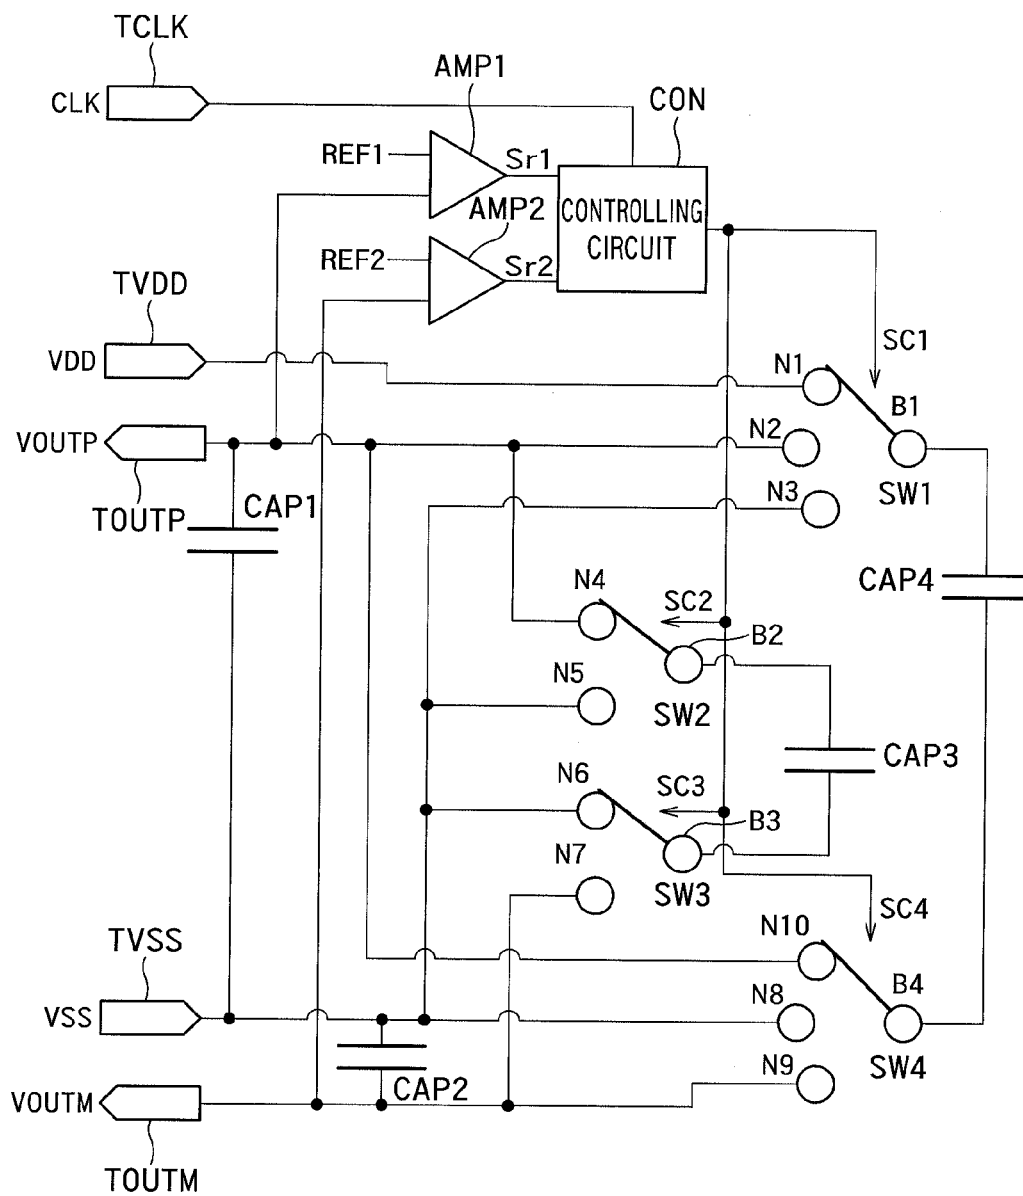 TCLK
CLK
AMP1
CON
REF1
Sr1
AMP2
CONTROLLING
CIRCUIT
REF2
Sr2
TVDD
VDD
SC1
N1
B1
VOUTP
N2
SW1
TOUTP
CAP1
N3
CAP4
N4
SC2
B2
N5
SW2
CAP3
N6
SC3
B3
N7
SW3
SC4
TVSS
N10
VSS
N8
B4
SW4
N9
VOUTM
CAP2
TOUTM